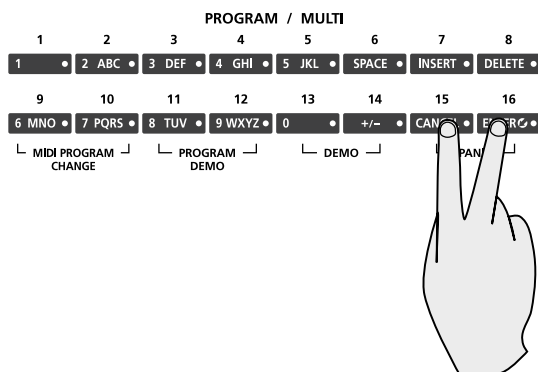 PROGRAM / MULTI
1 2 3 4 5 6 7 8
1 2 ABC 3 DEF 4 GHI 5 JKL SPACE INSERT DELETE
9 10 11 12 13 14 15 16
6 MNO 7 PQRS 8 TUV 9 WXYZ 0 +/–
MIDI PROGRAM PROGRAM DEMO
CHANGE DEMO